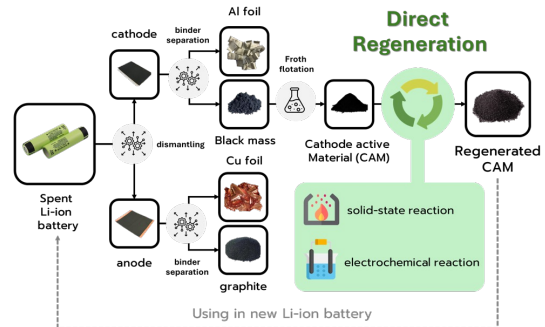 Direct
Regeneration
cathode
binder
separation
Al foil
Froth
flotation
Black mass
Cathode active
Material (CAM)
Regenerated
CAM
dismantling
Spent
Li-ion
battery
Cu foil
anode
binder
separation
graphite
solid-state reaction
electrochemical reaction
Using in new Li-ion battery